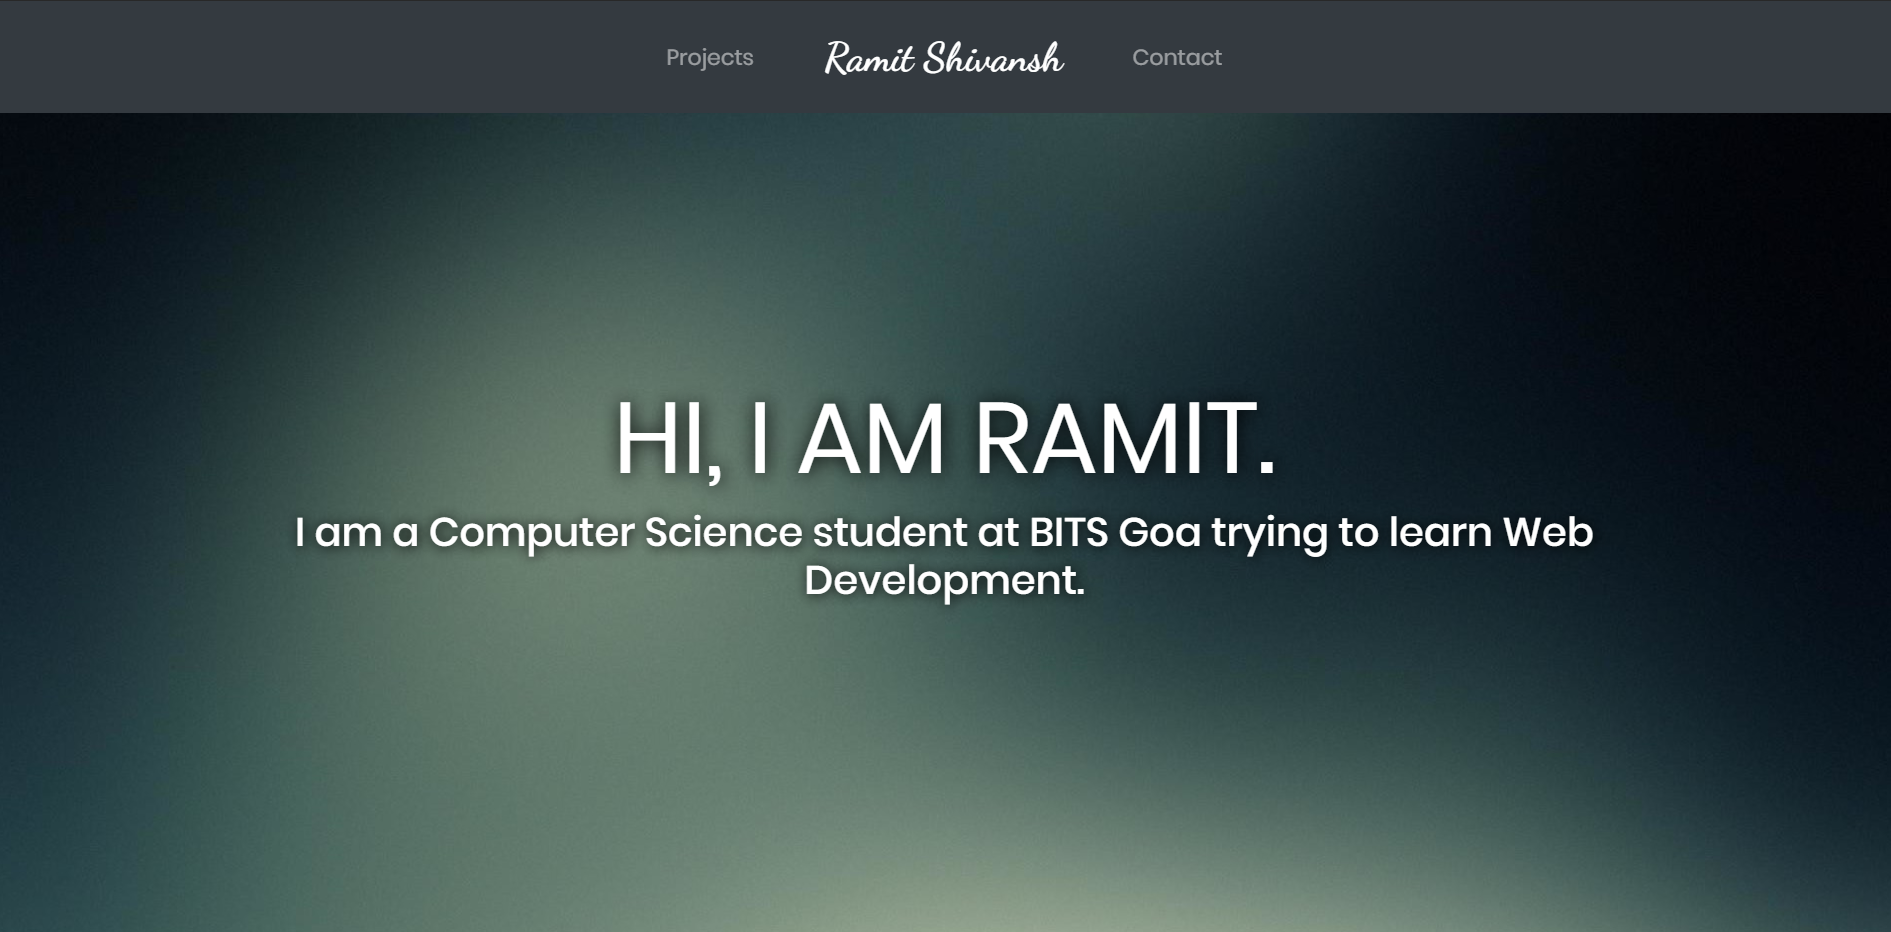 Projects
Ramit Shivansh
Contact
HI, I AM RAMIT.
I am a Computer Science student at BITS Goa trying to learn Web
Development.